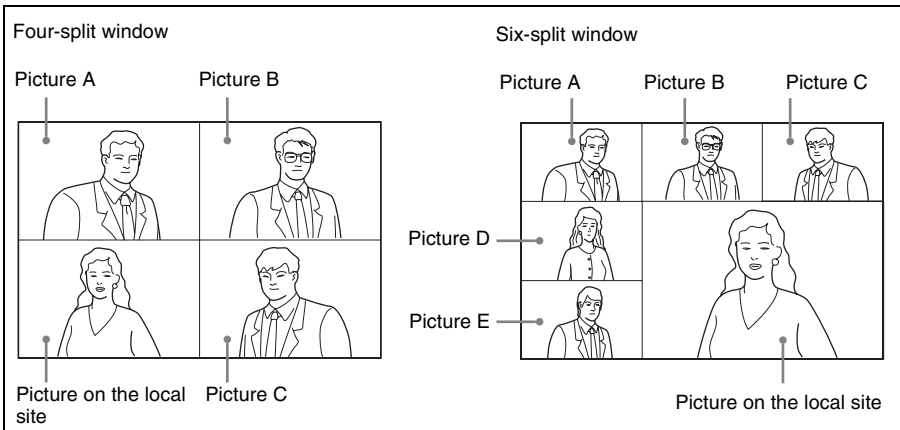 Four-split window
Picture A
Picture B
Picture on the local
site
Picture C
Six-split window
Picture A
Picture B
Picture C
Picture D
Picture E
Picture on the local site